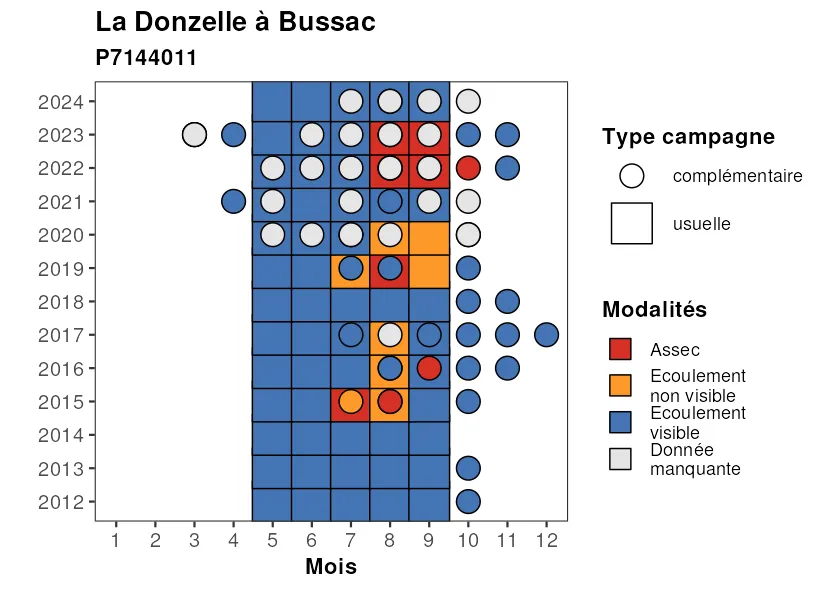 La Donzelle à Bussac
P7144011
2024
2023
2022
2021
2020
2019
2018
2017
2016
2015
2014
2013
2012
1 2 3 4 5 6 7 8 9 10 11 12
Mois
Type campagne
complémentaire
usuelle
Modalités
Assec
Ecoulement
non visible
Ecoulement
visible
Donnée
manquante